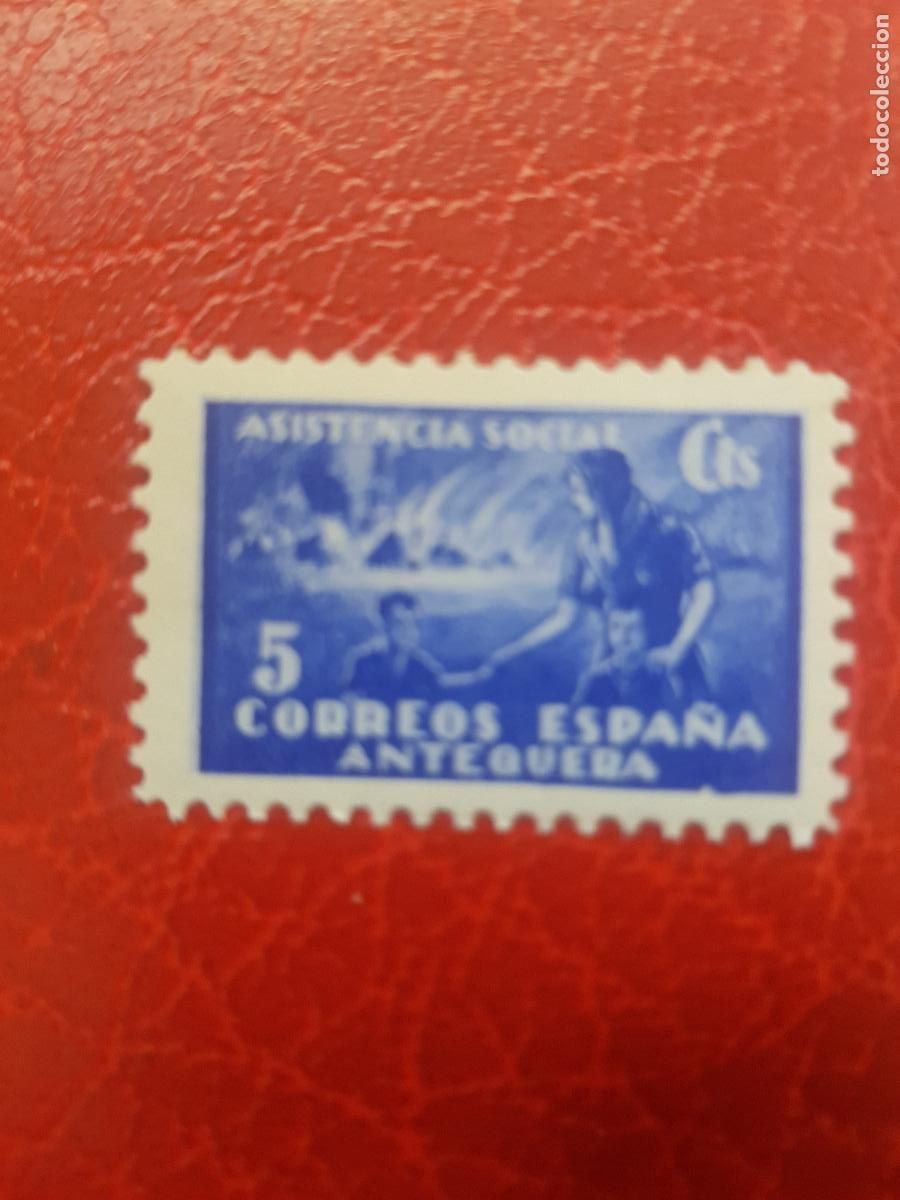 todocoleccion
ASISTENCIA SOCIAL
Cts
5
CORREOS ESPAÑA
ANTEQUERA